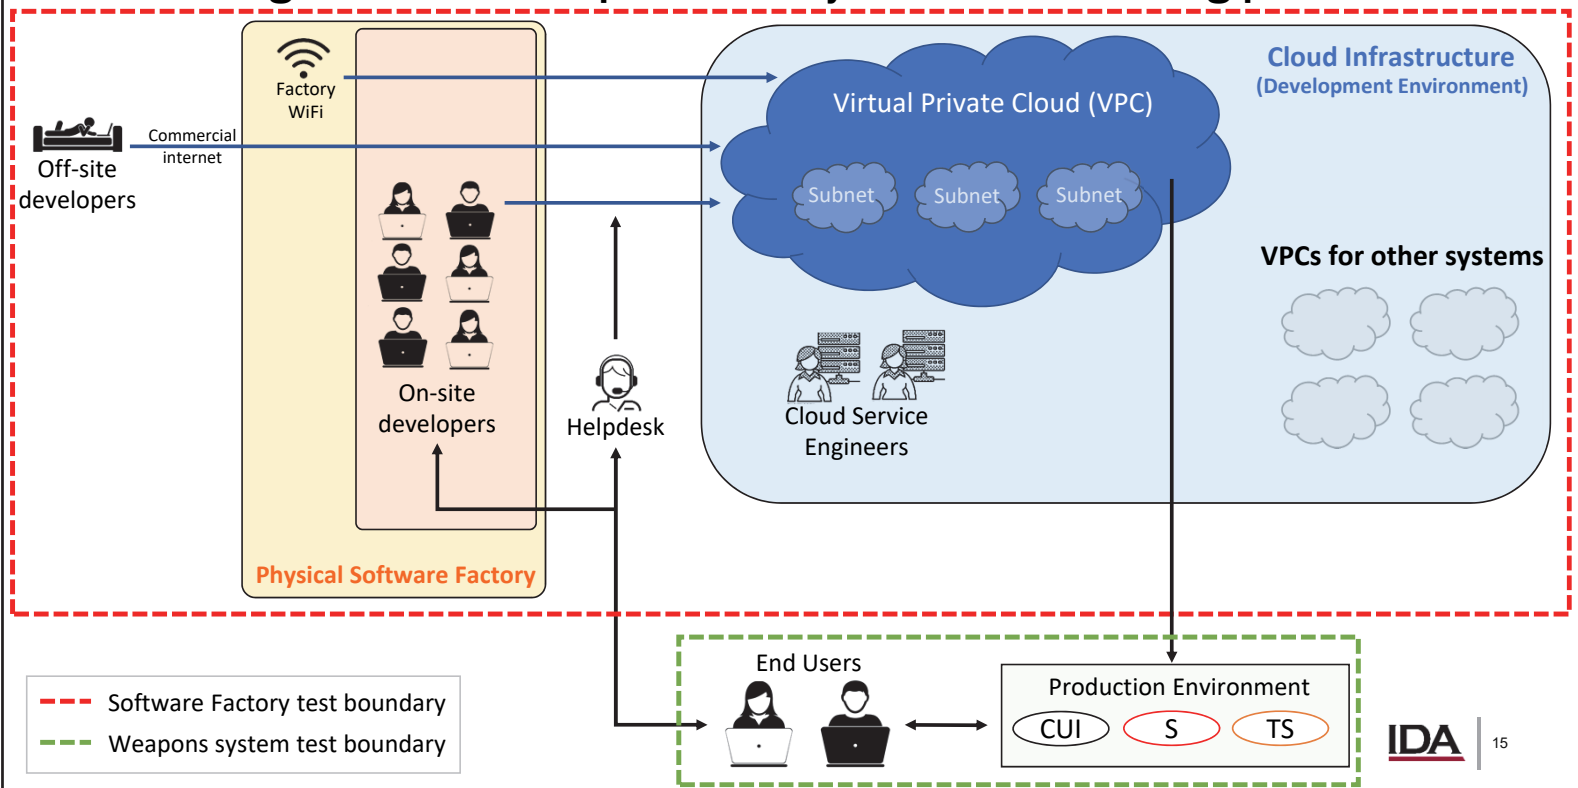 Cloud Infrastructure
(Development Environment)
Factory
WiFi
Virtual Private Cloud (VPC)
Commercial
internet
Off-site
developers
Subnet
Subnet
Subnet
VPCs for other systems
On-site
developers
Helpdesk
Cloud Service
Engineers
Physical Software Factory
End Users
Production Environment
CUI
S
TS
Software Factory test boundary
Weapons system test boundary
IDA
15